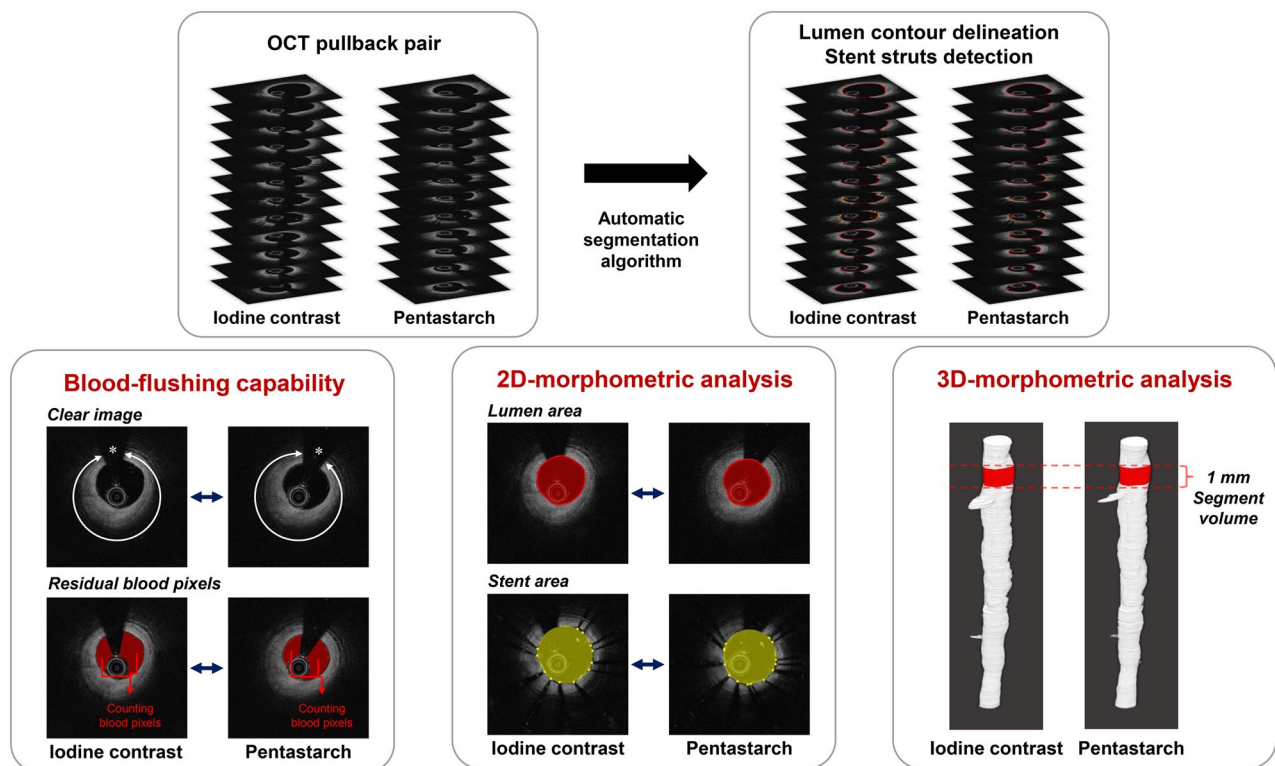 OCT pullback pair
Iodine contrast
Pentastarch
Automatic
segmentation
algorithm
Lumen contour delineation
Stent struts detection
Iodine contrast
Pentastarch
Blood-flushing capability
Clear image
*
*
Residual blood pixels
Counting
blood pixels
Counting
blood pixels
Iodine contrast
Pentastarch
2D-morphometric analysis
Lumen area
Stent area
Iodine contrast
Pentastarch
3D-morphometric analysis
1 mm
Segment
volume
Iodine contrast
Pentastarch